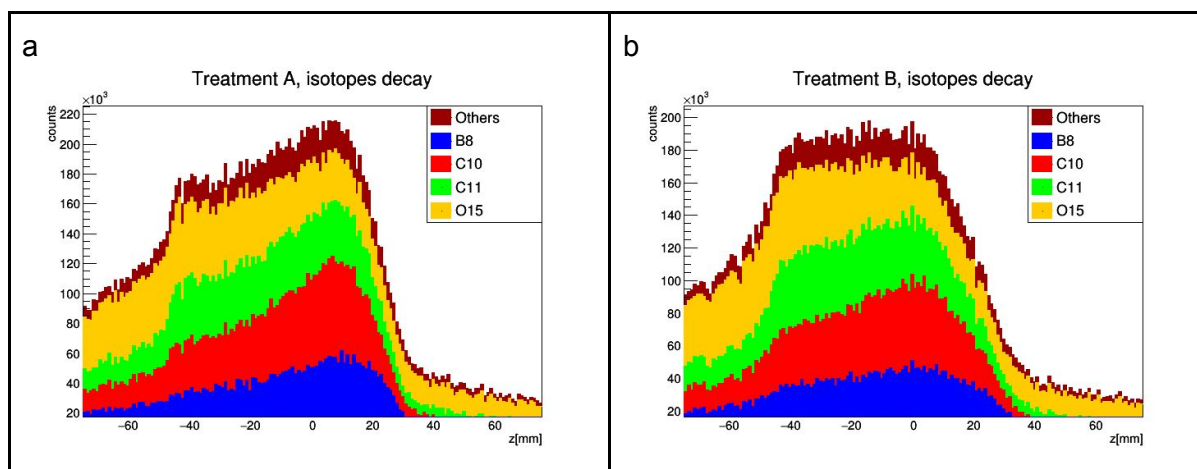 a
Treatment A, isotopes decay
×10³
counts
220
200
180
160
140
120
100
80
60
40
20
−60
−40
−20
0
20
40
60
z[mm]
Others
B8
C10
C11
O15
b
Treatment B, isotopes decay
×10³
counts
200
180
160
140
120
100
80
60
40
20
−60
−40
−20
0
20
40
60
z[mm]
Others
B8
C10
C11
O15